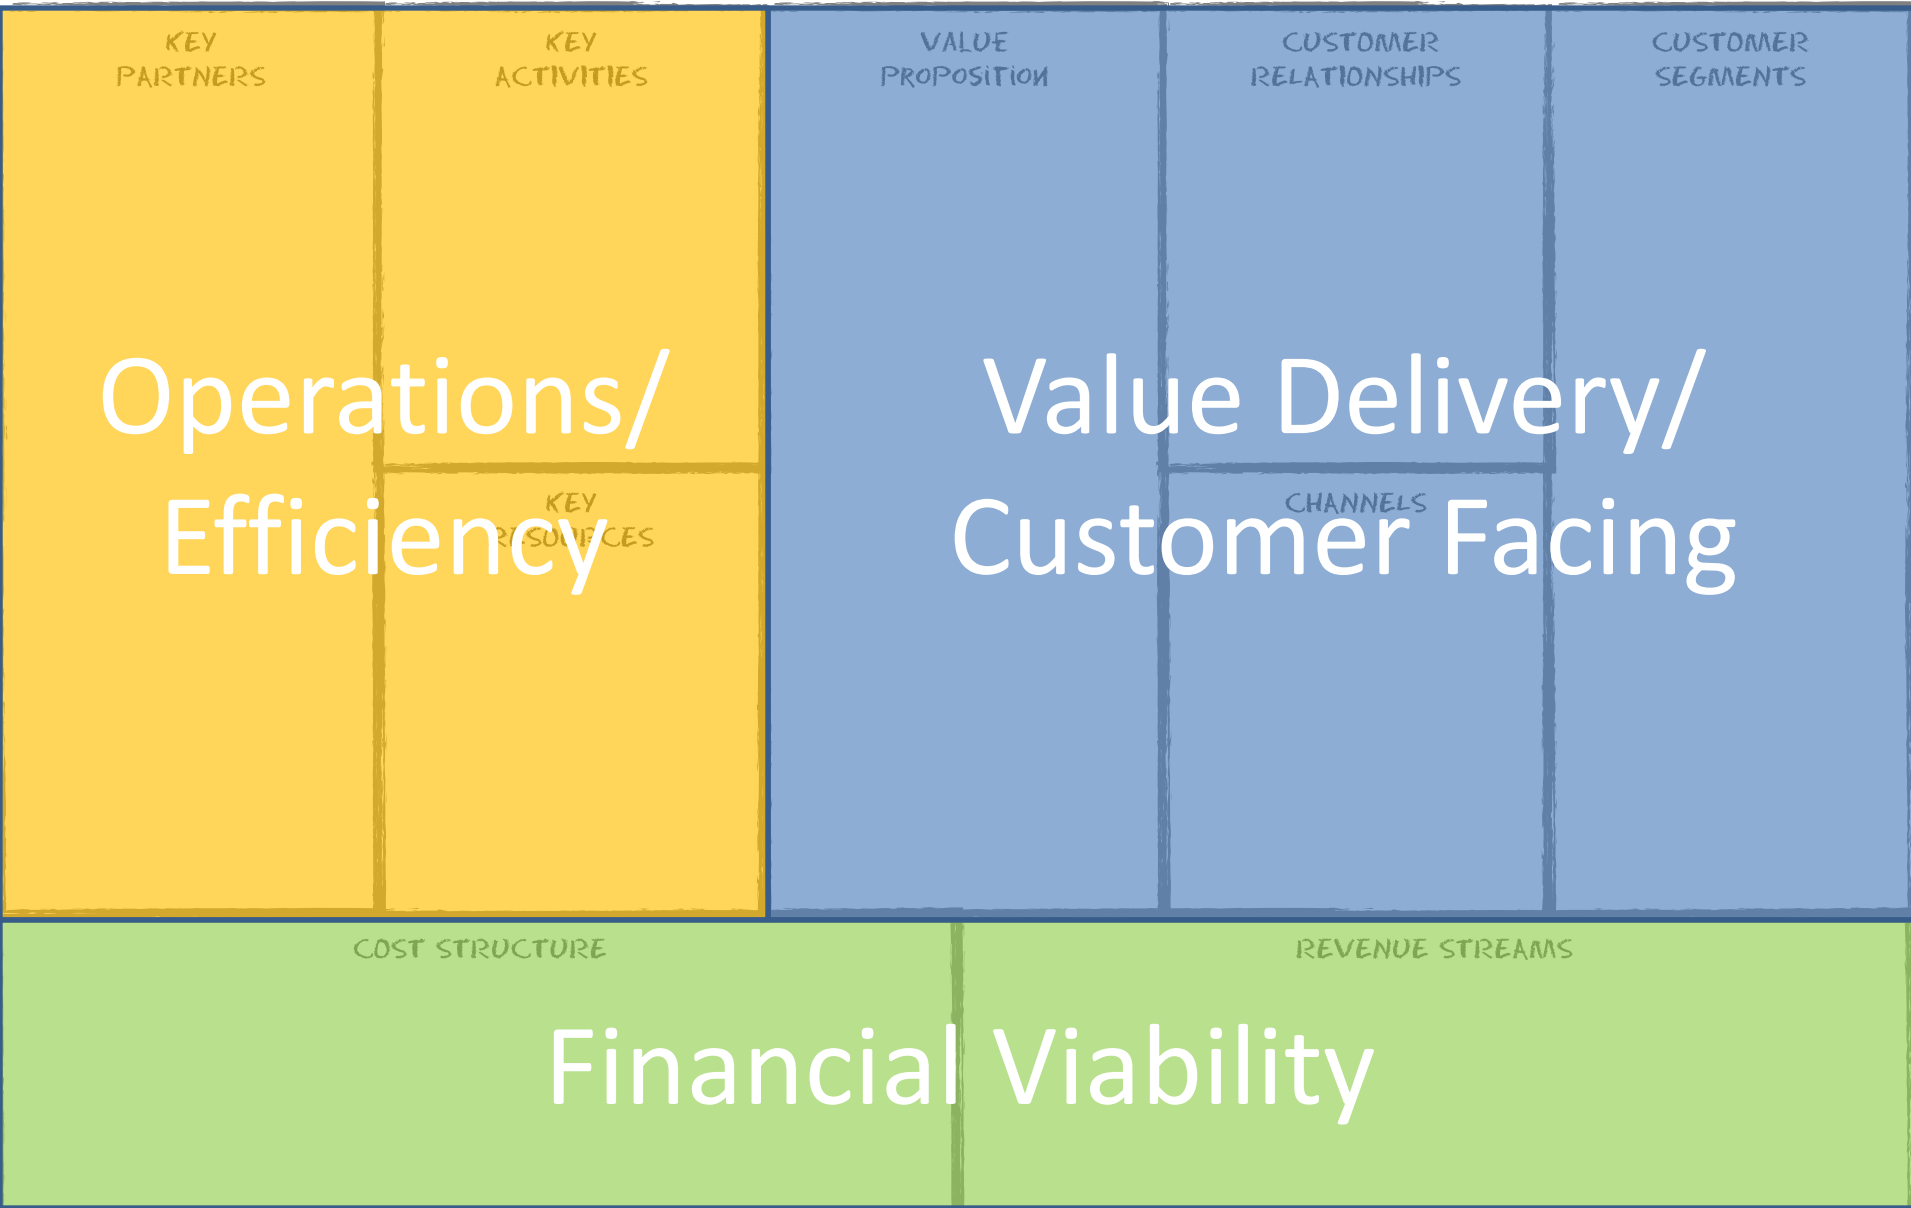 KEY
PARTNERS
KEY
ACTIVITIES
VALUE
PROPOSITION
CUSTOMER
RELATIONSHIPS
CUSTOMER
SEGMENTS
Operations/
Efficiency
KEY
RESOURCES
Value Delivery/
Customer Facing
CHANNELS
COST STRUCTURE
REVENUE STREAMS
Financial Viability